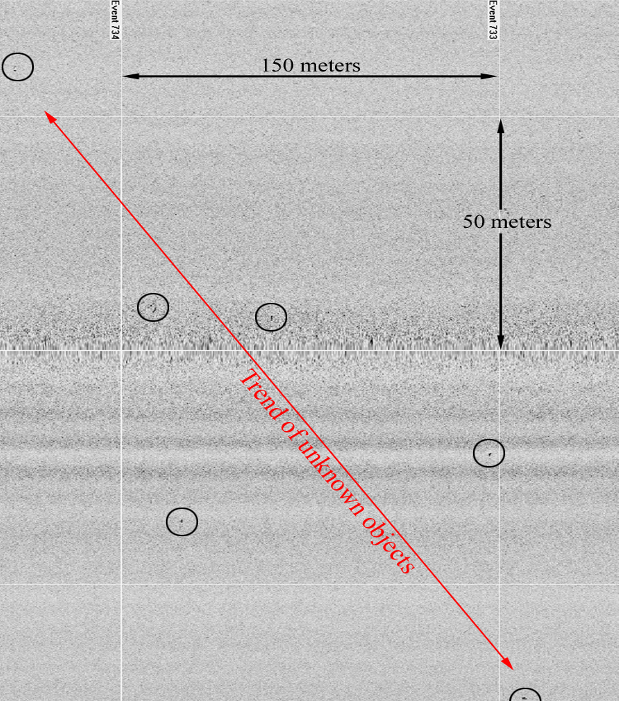 Event 734
Event 733
150 meters
50 meters
Trend of unknown objects